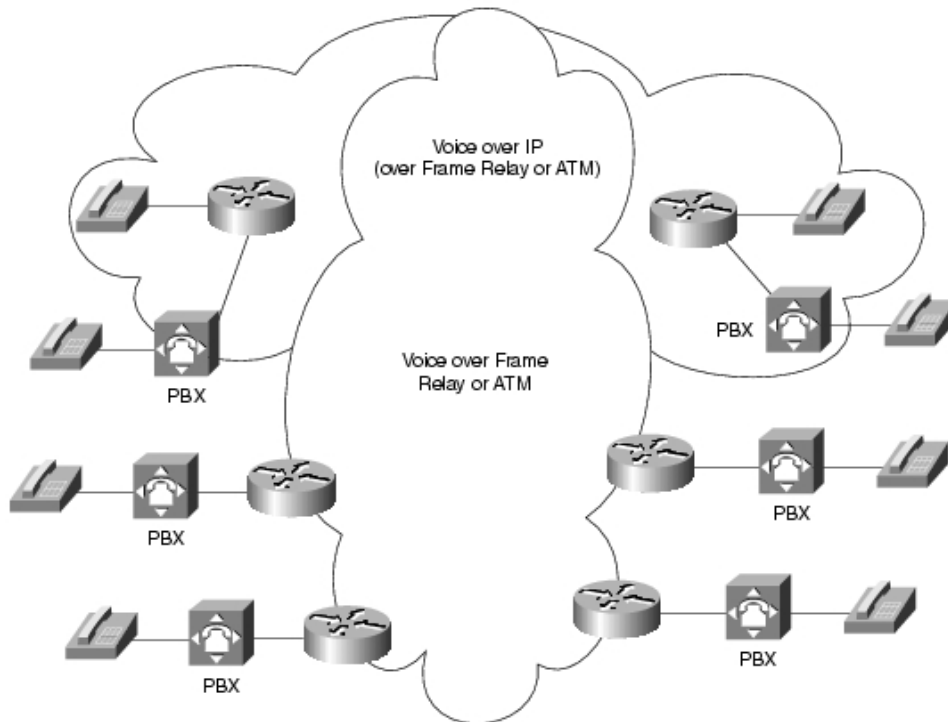 Voice over IP
(over Frame Relay or ATM)
PBX
PBX
Voice over Frame
Relay or ATM
PBX
PBX
PBX
PBX